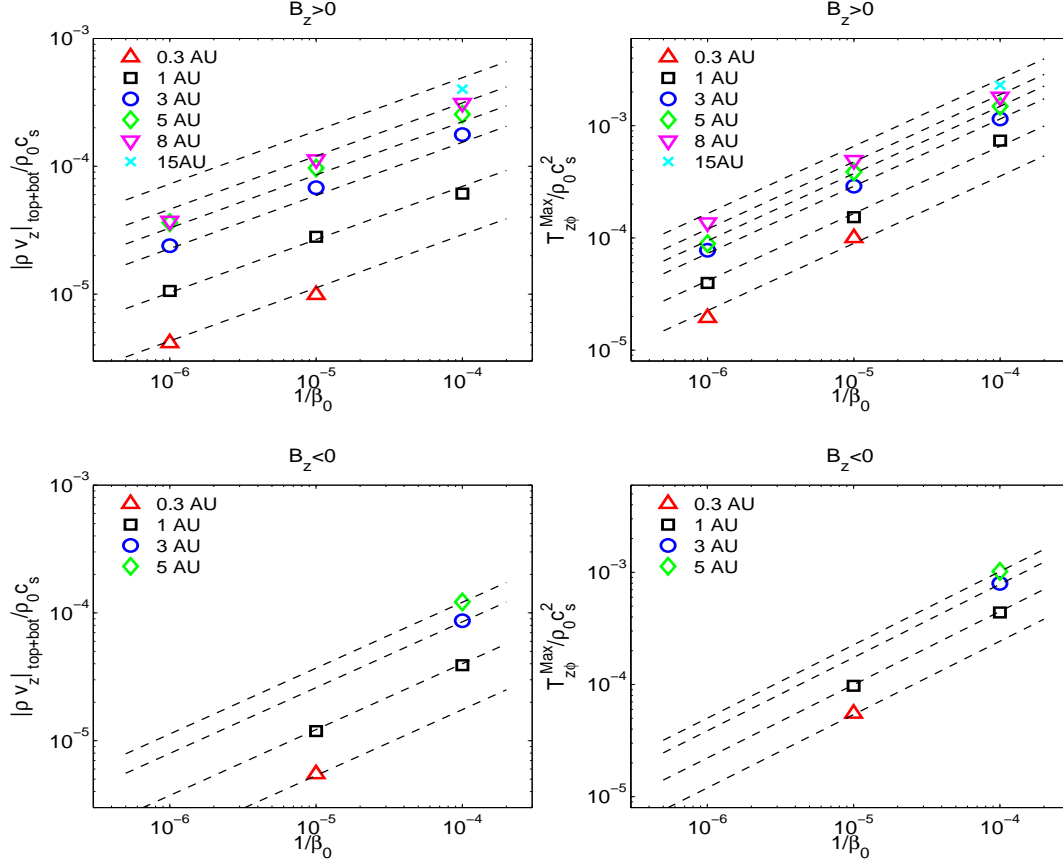 B_z>0
10^-3
10^-4
10^-5
|ρ v_z|_top+bot/ρ_0 c_s
0.3 AU
1 AU
3 AU
5 AU
8 AU
15AU
10^-6
10^-5
10^-4
1/β_0
B_z>0
10^-3
10^-4
10^-5
T_zφ^Max/ρ_0 c_s^2
0.3 AU
1 AU
3 AU
5 AU
8 AU
15AU
10^-6
10^-5
10^-4
1/β_0
B_z<0
10^-3
10^-4
10^-5
|ρ v_z|_top+bot/ρ_0 c_s
0.3 AU
1 AU
3 AU
5 AU
10^-6
10^-5
10^-4
1/β_0
B_z<0
10^-3
10^-4
10^-5
T_zφ^Max/ρ_0 c_s^2
0.3 AU
1 AU
3 AU
5 AU
10^-6
10^-5
10^-4
1/β_0